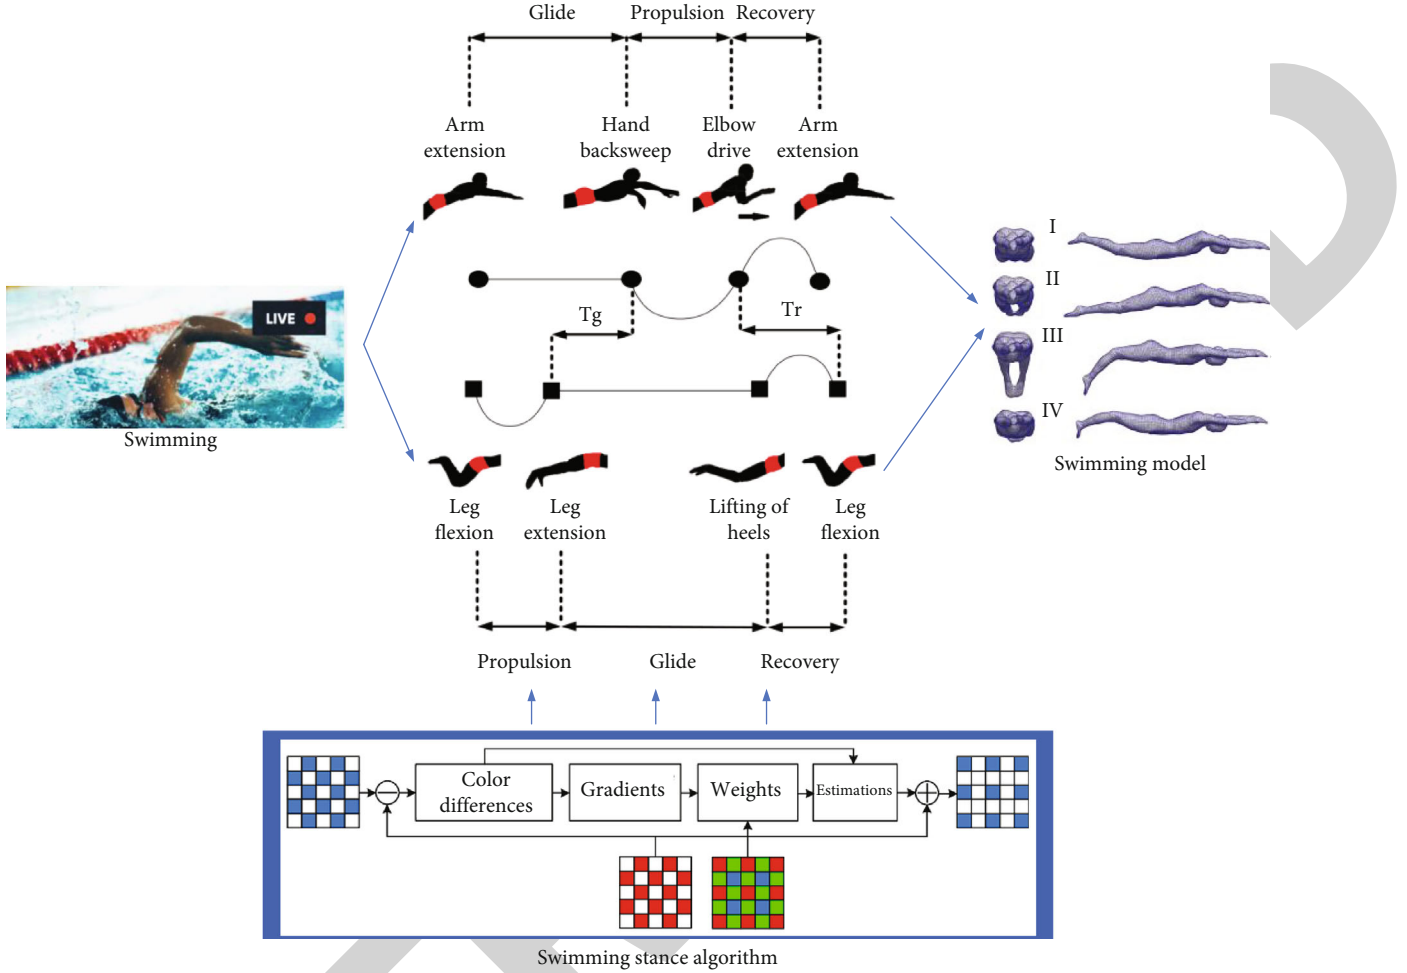 Glide Propulsion Recovery
Arm extension
Hand backsweep
Elbow drive
Arm extension
LIVE
Swimming
Tg
Tr
I
II
III
IV
Swimming model
Leg flexion
Leg extension
Lifting of heels
Leg flexion
Propulsion Glide Recovery
Color differences
Gradients
Weights
Estimations
Swimming stance algorithm